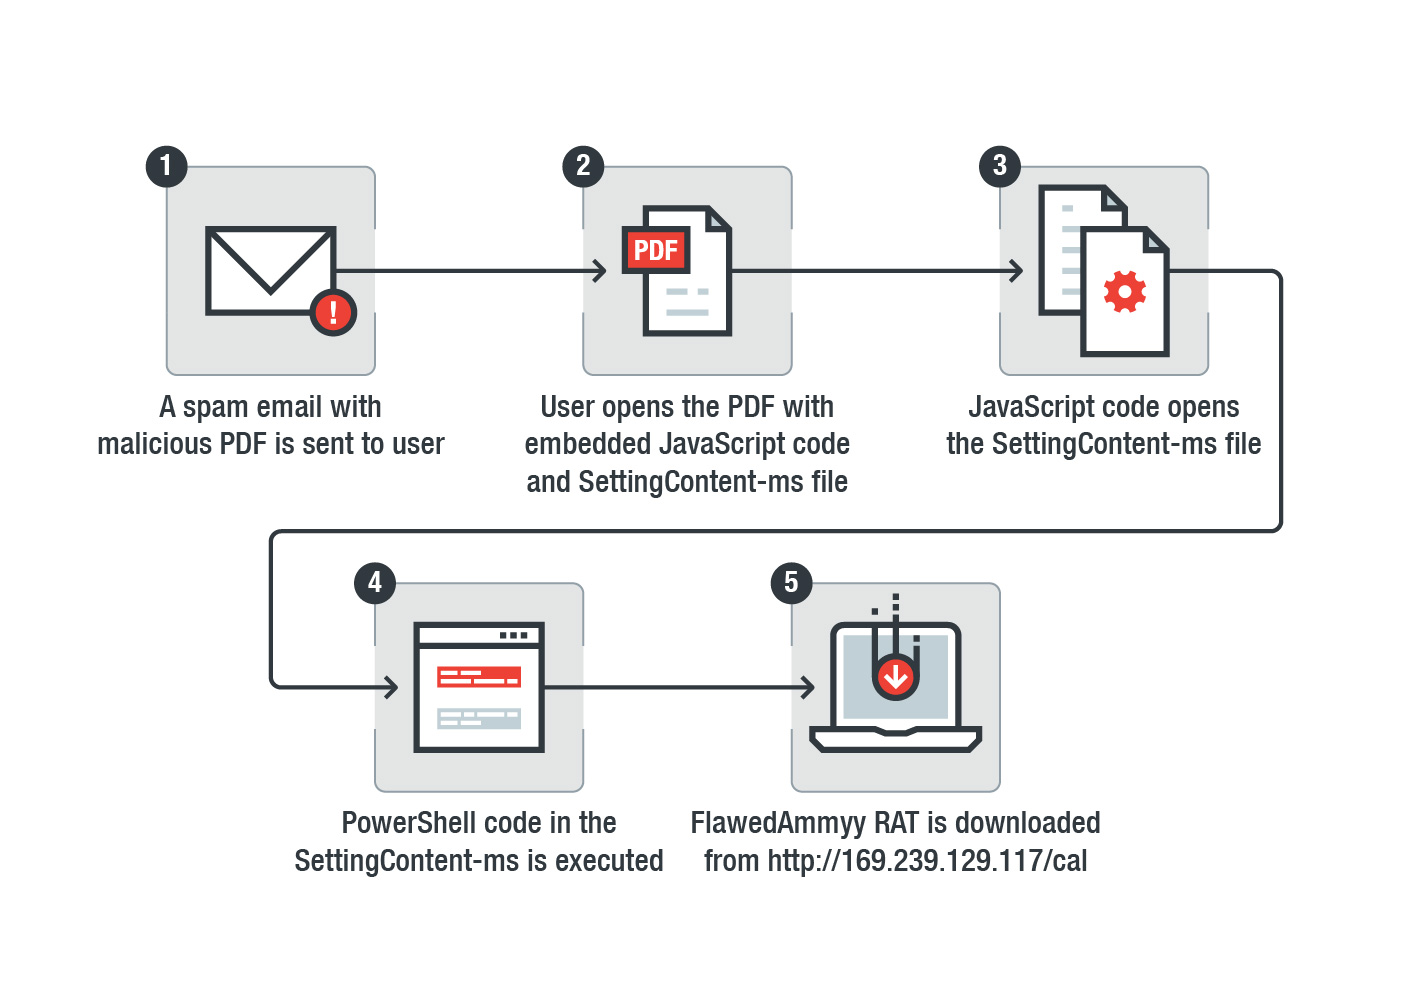 1
A spam email with
malicious PDF is sent to user
2
PDF
User opens the PDF with
embedded JavaScript code
and SettingContent-ms file
3
JavaScript code opens
the SettingContent-ms file
4
PowerShell code in the
SettingContent-ms is executed
5
FlawedAmmyy RAT is downloaded
from http://169.239.129.117/cal